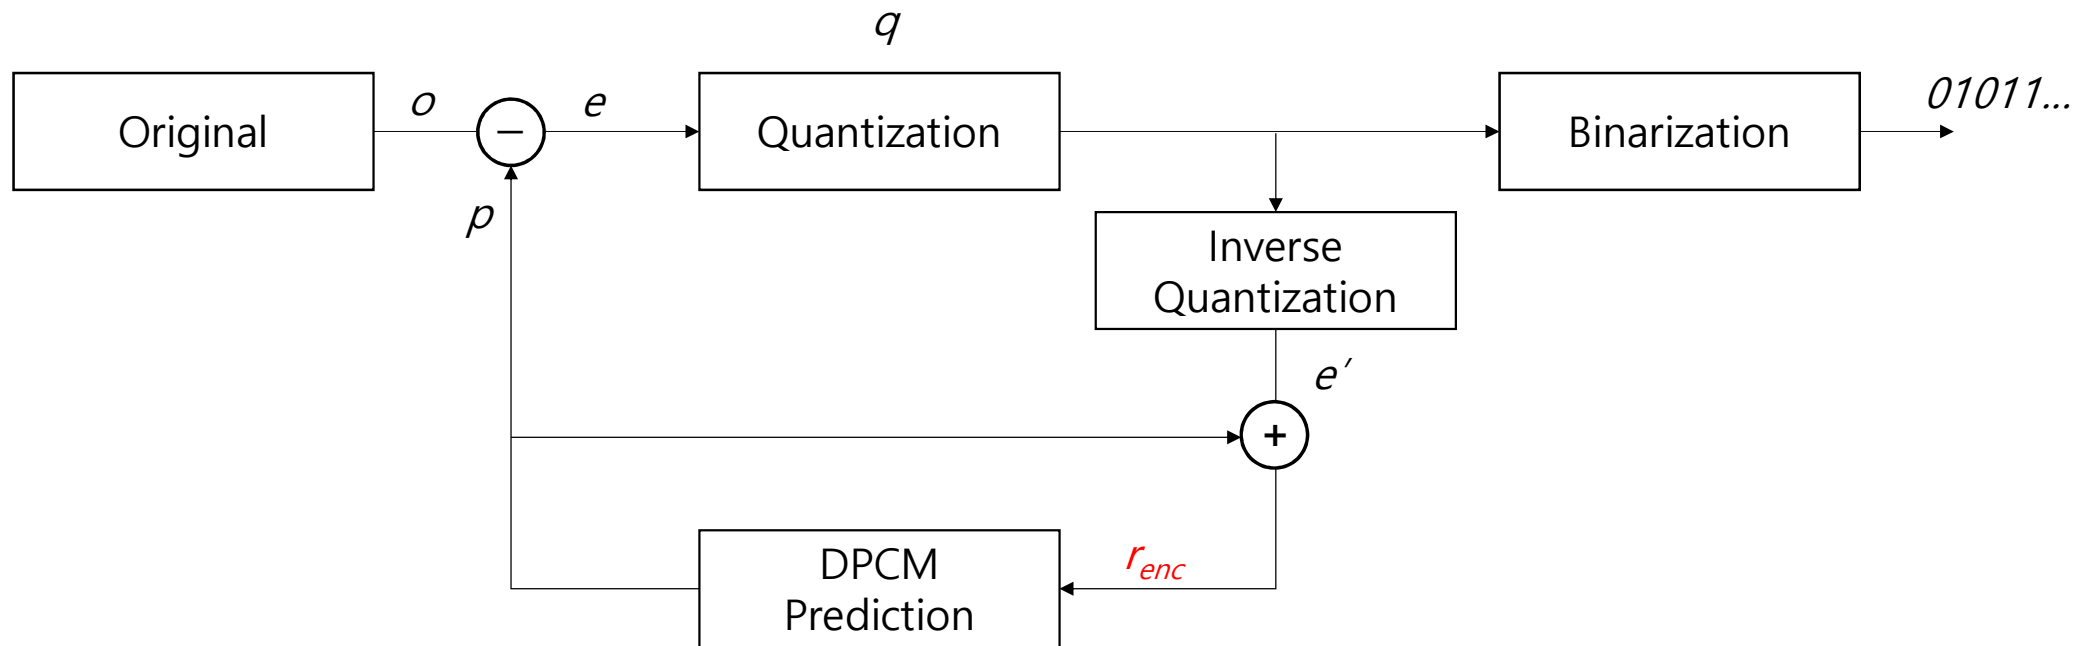 q
Original
o
−
e
Quantization
Binarization
01011...
p
Inverse
Quantization
e′
+
DPCM
Prediction
r_enc